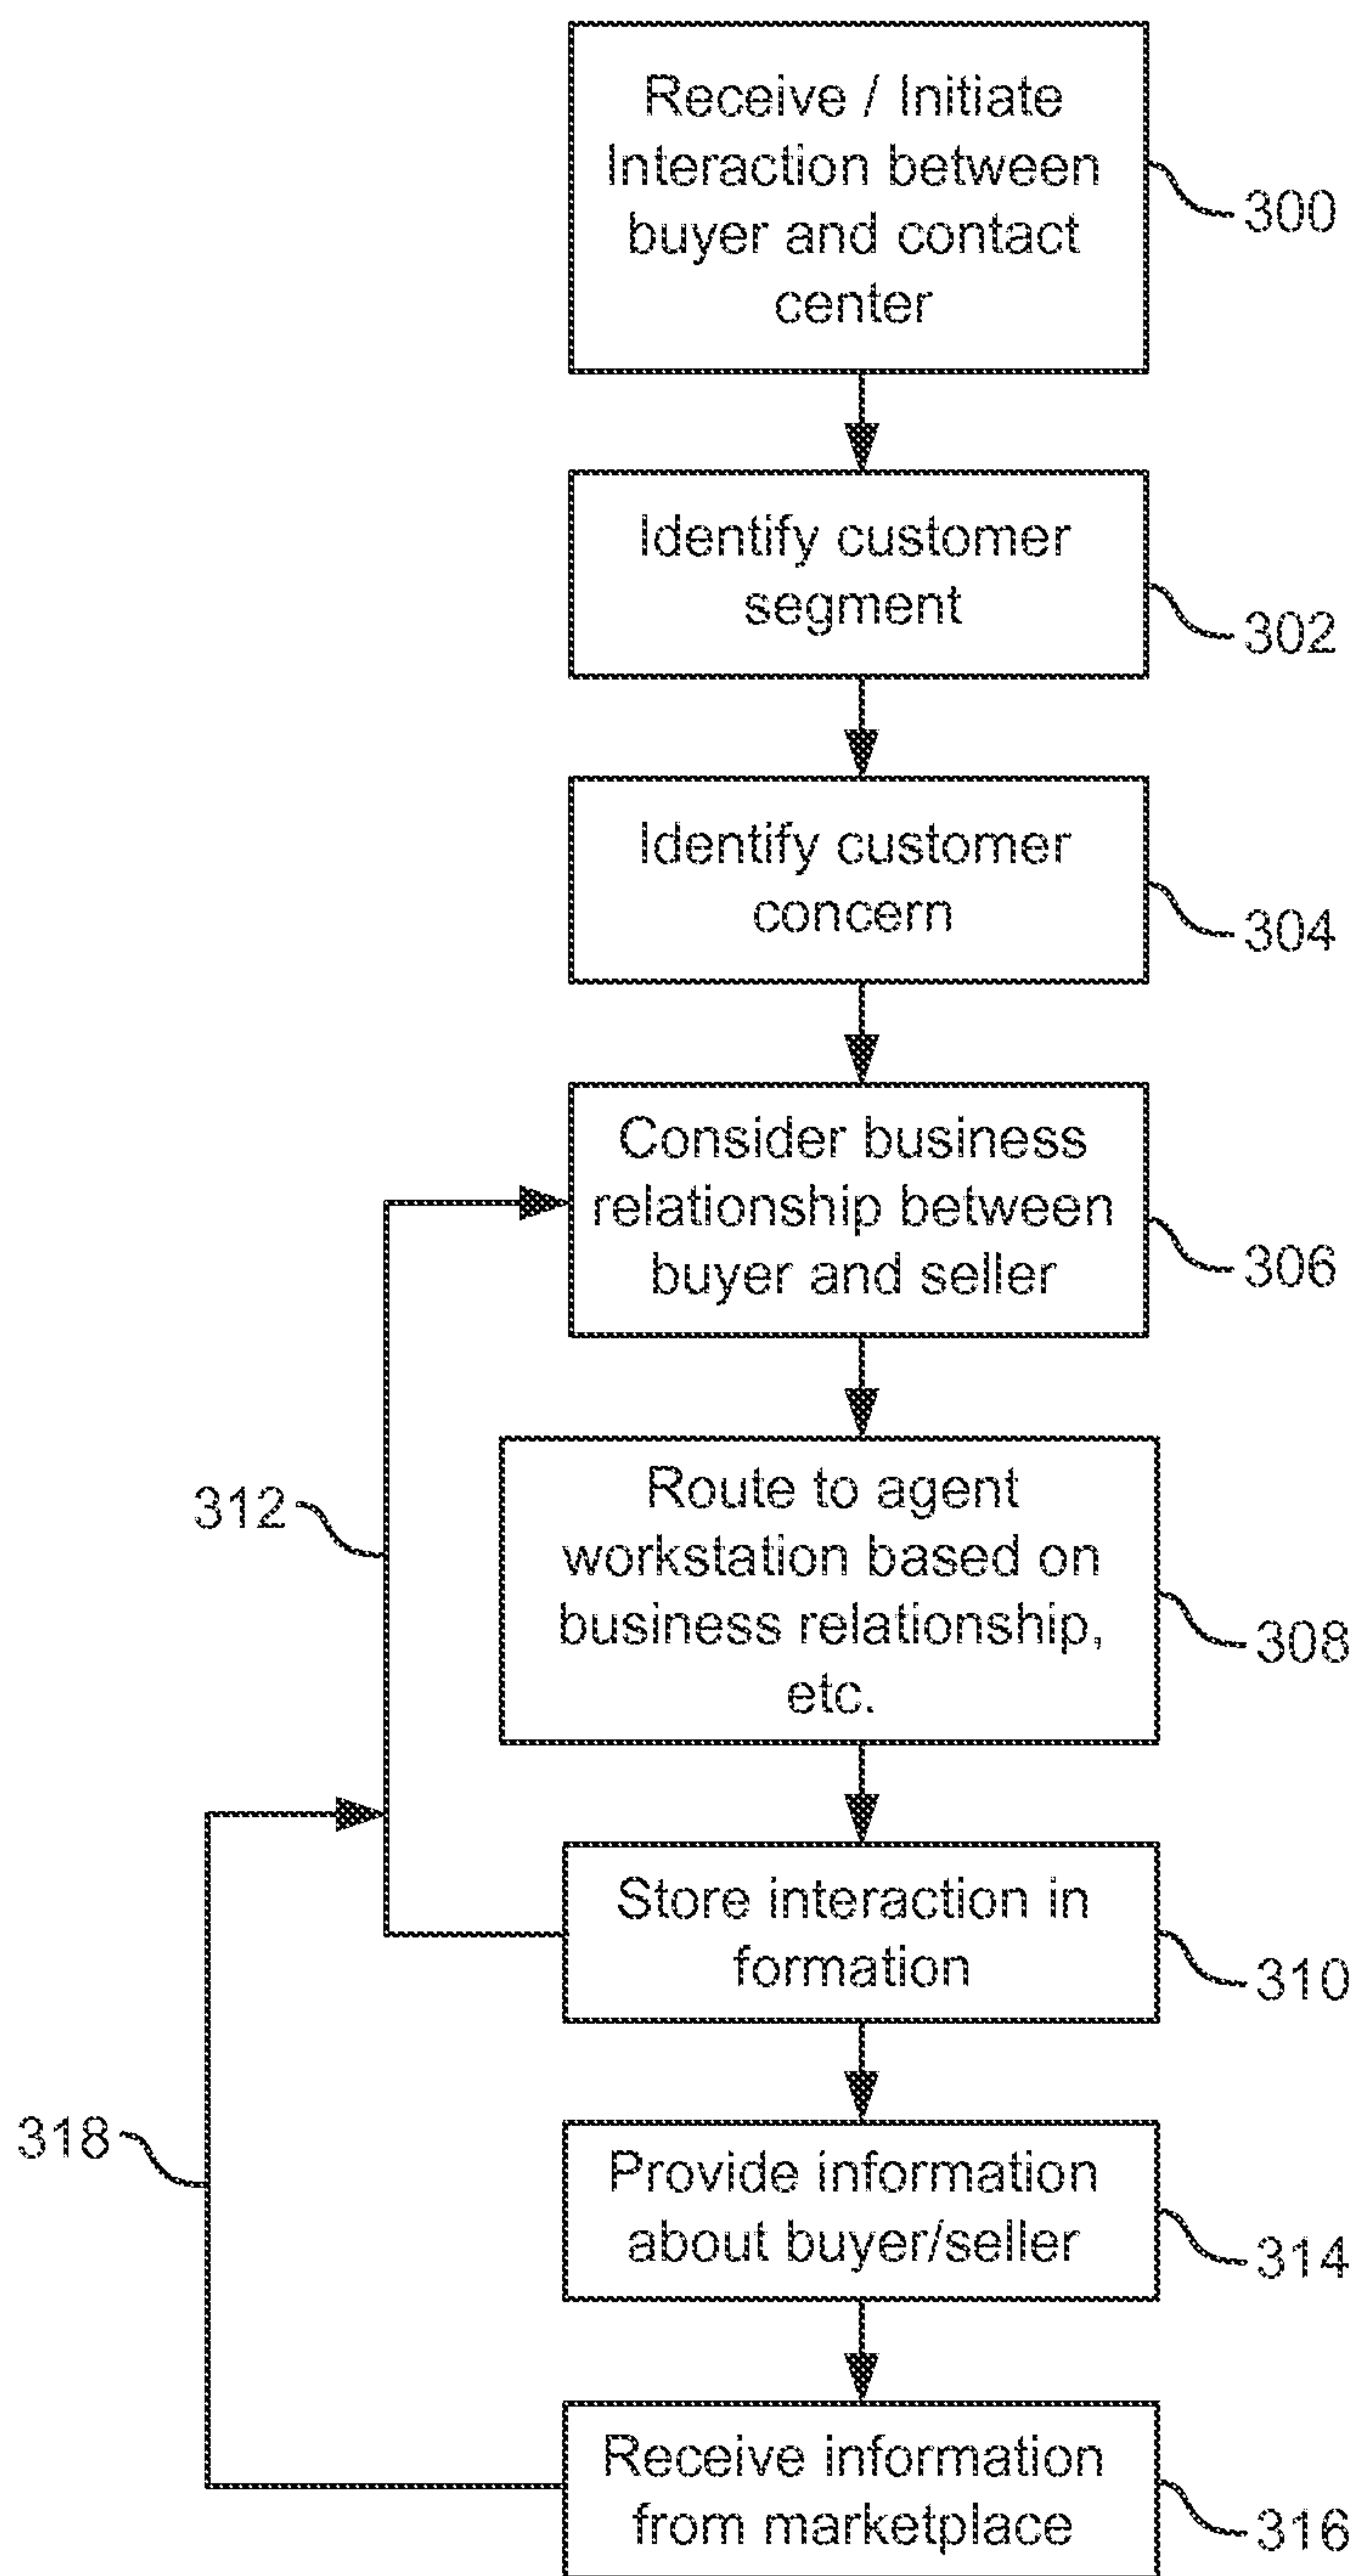 Receive / Initiate
Interaction between
buyer and contact
center
300
Identify customer
segment
302
Identify customer
concern
304
Consider business
relationship between
buyer and seller
306
Route to agent
workstation based on
business relationship,
etc.
308
312
Store interaction in
formation
310
Provide information
about buyer/seller
314
318
Receive information
from marketplace
316